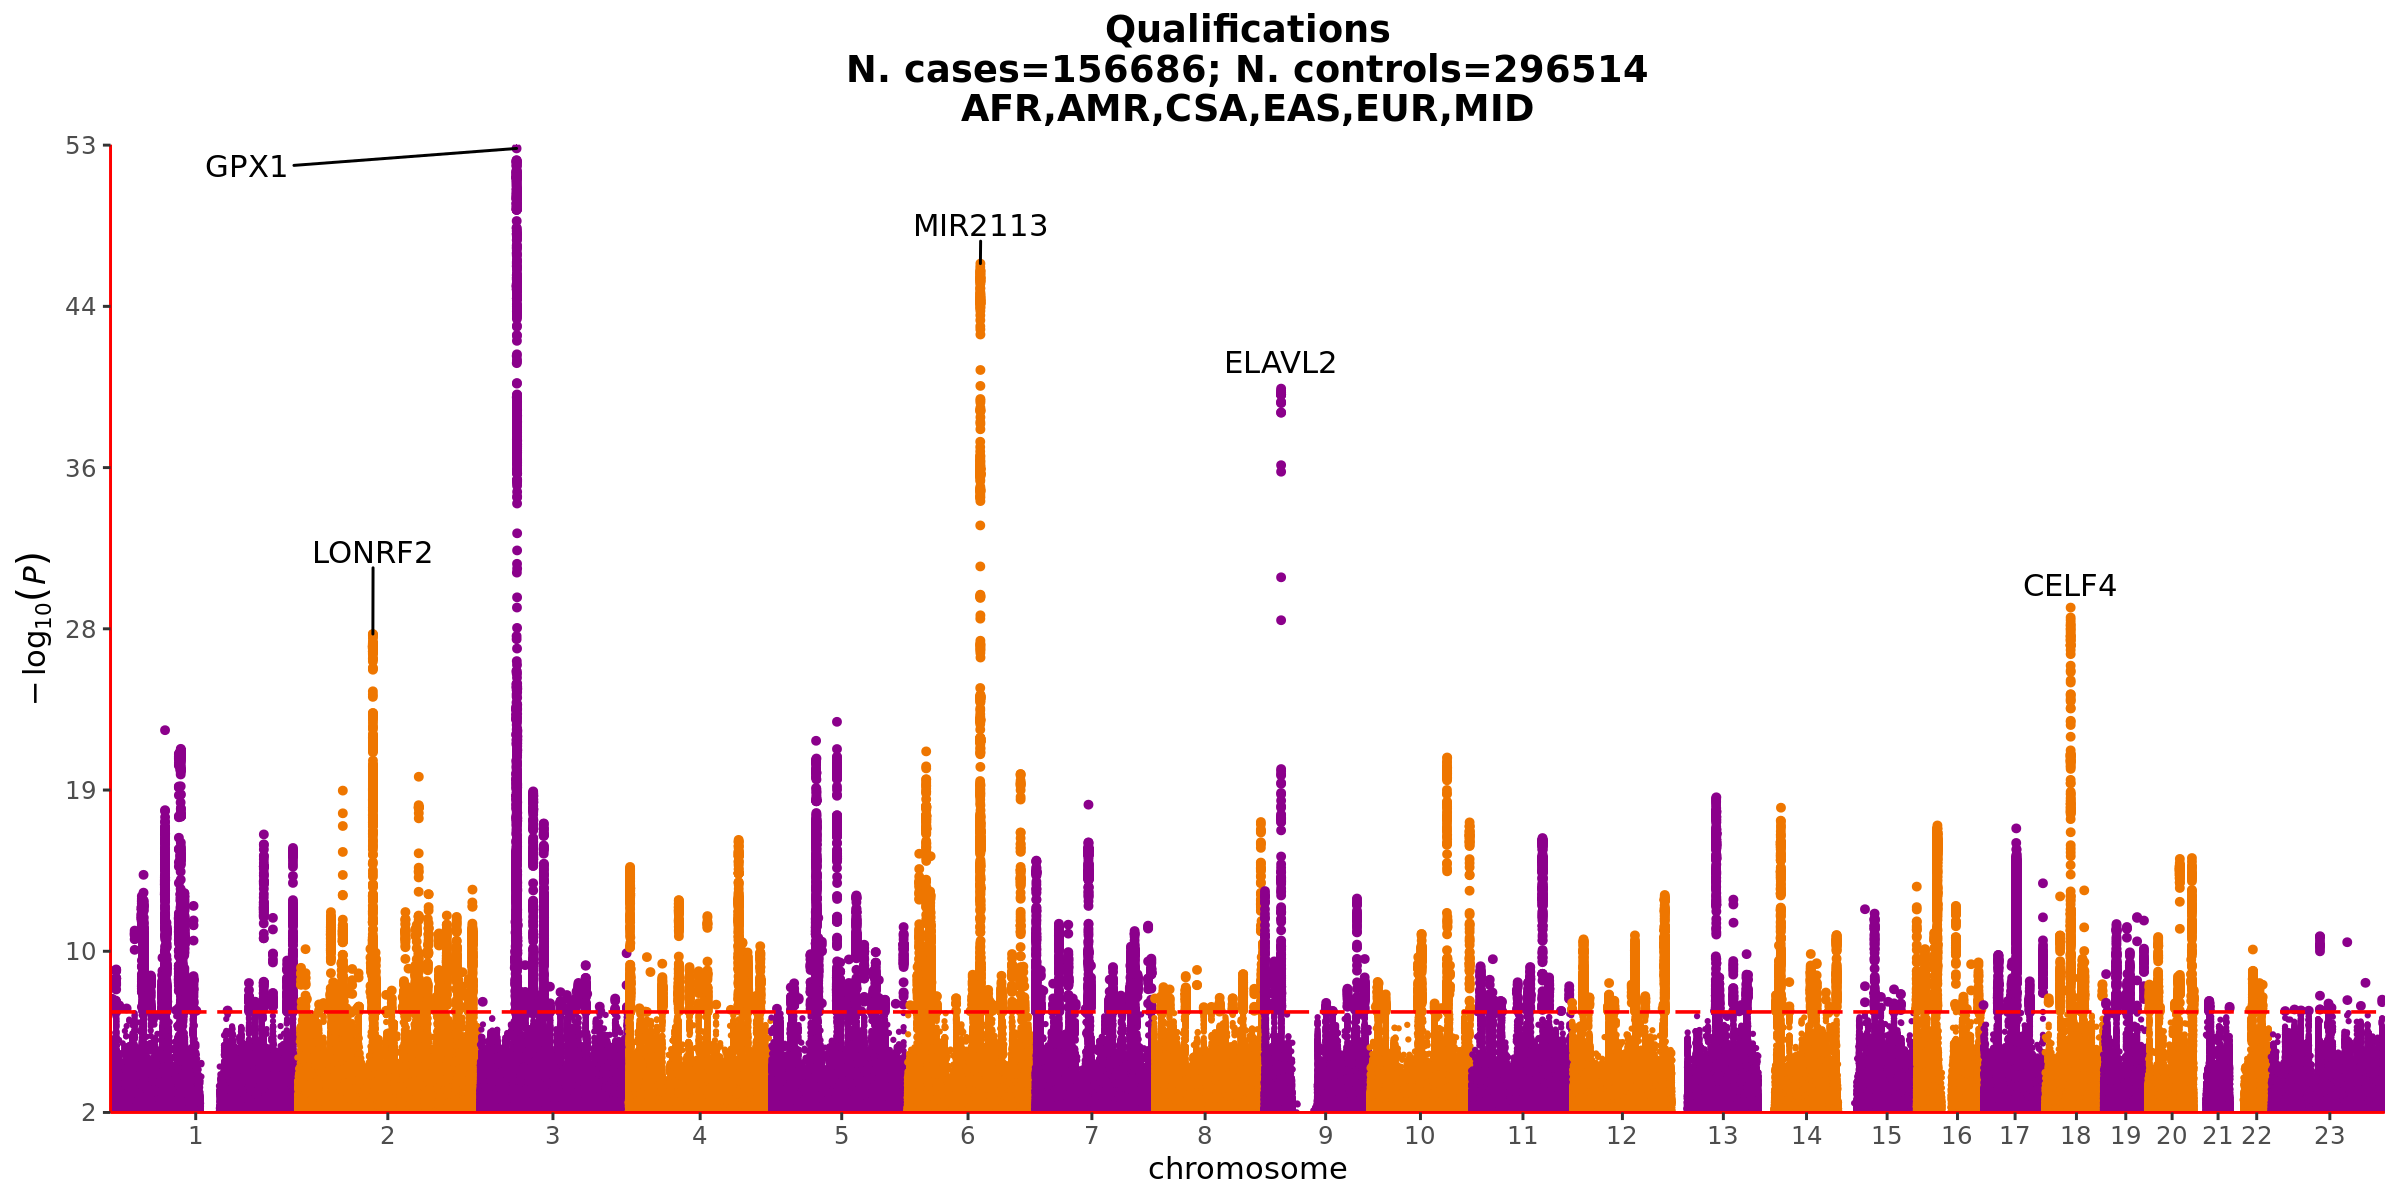 Qualifications
N. cases=156686; N. controls=296514
AFR,AMR,CSA,EAS,EUR,MID
53
GPX1
MIR2113
44
ELAVL2
36
LONRF2
CELF4
28
19
10
2
−log10(P)
1 2 3 4 5 6 7 8 9 10 11 12 13 14 15 16 17 18 19 20 21 22 23
chromosome